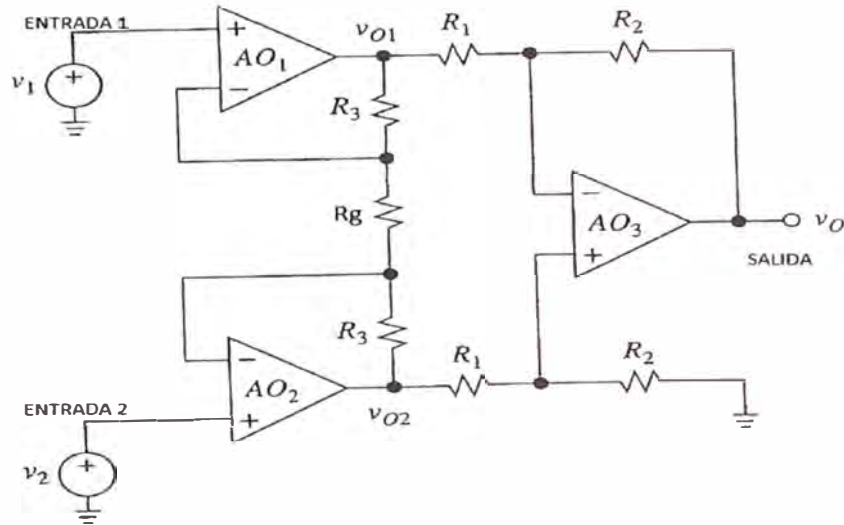 ENTRADA 1
v1
+
+
AO1
−
vO1
R1
R2
R3
Rg
−
AO3
+
vO
SALIDA
R3
−
AO2
+
vO2
R1
R2
ENTRADA 2
v2
+